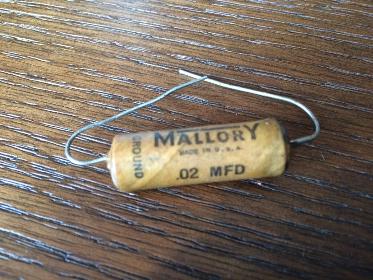 GROUND
MALLORY
MADE IN U.S.A.
.02 MFD